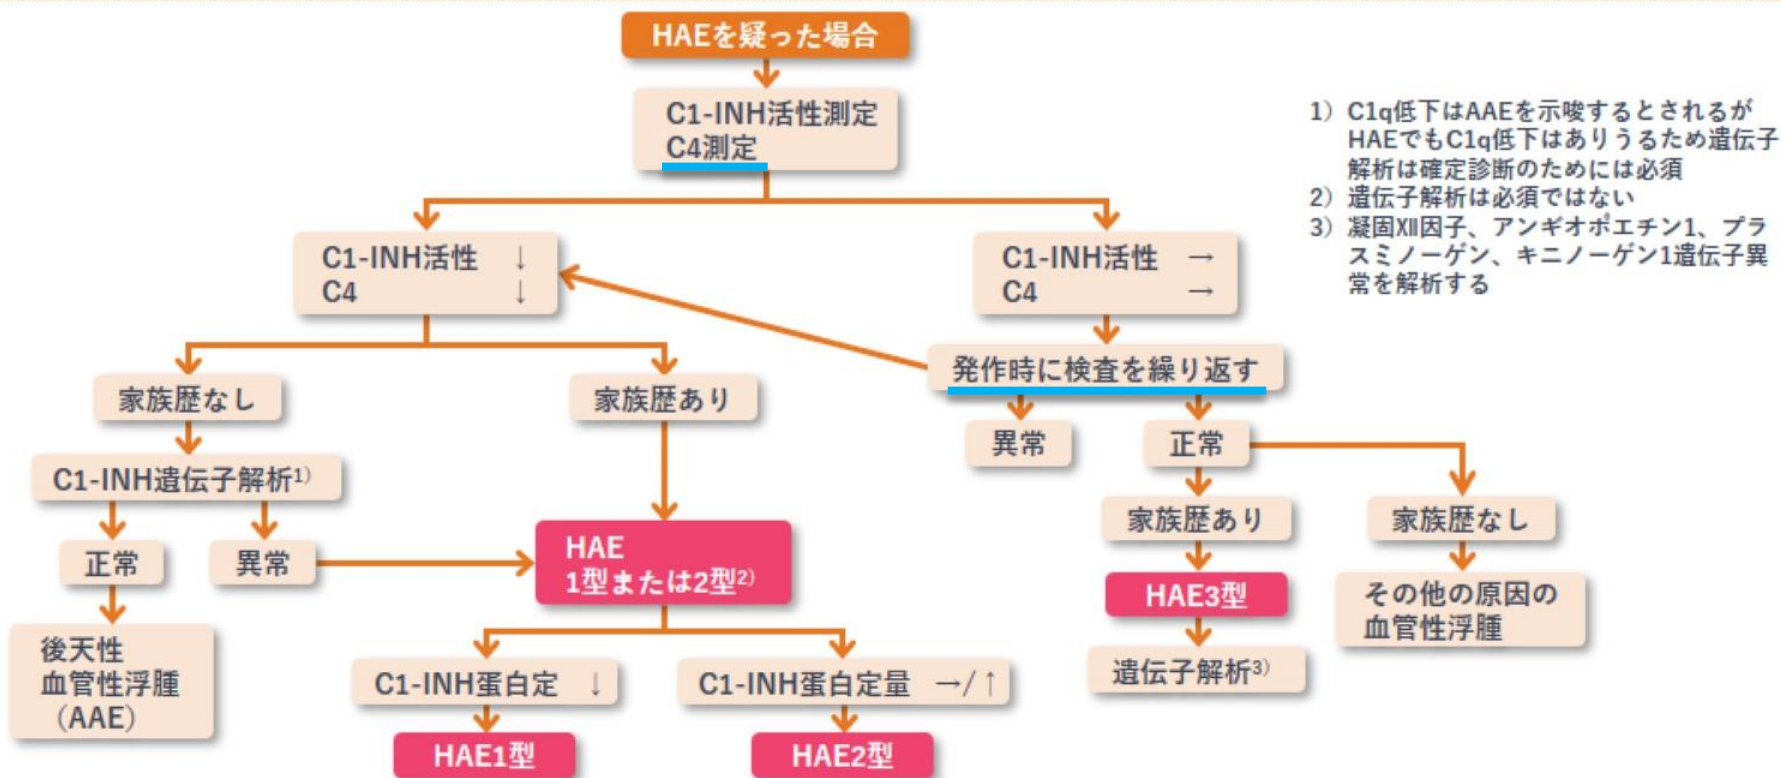 HAEを疑った場合
C1-INH活性測定
C4測定
1）C1q低下はAAEを示唆するとされるが
HAEでもC1q低下はありうるため遺伝子
解析は確定診断のためには必須
2）遺伝子解析は必須ではない
3）凝固XII因子、アンギオポエチン1、プラ
スミノーゲン、キニノーゲン1遺伝子異
常を解析する
C1-INH活性 ↓
C4 ↓
C1-INH活性 →
C4 →
発作時に検査を繰り返す
家族歴なし
家族歴あり
異常
正常
C1-INH遺伝子解析1)
正常
異常
HAE
1型または2型2)
家族歴あり
家族歴なし
HAE3型
その他の原因の
血管性浮腫
遺伝子解析3)
後天性
血管性浮腫
（AAE）
C1-INH蛋白定 ↓
C1-INH蛋白定量 →/↑
HAE1型
HAE2型